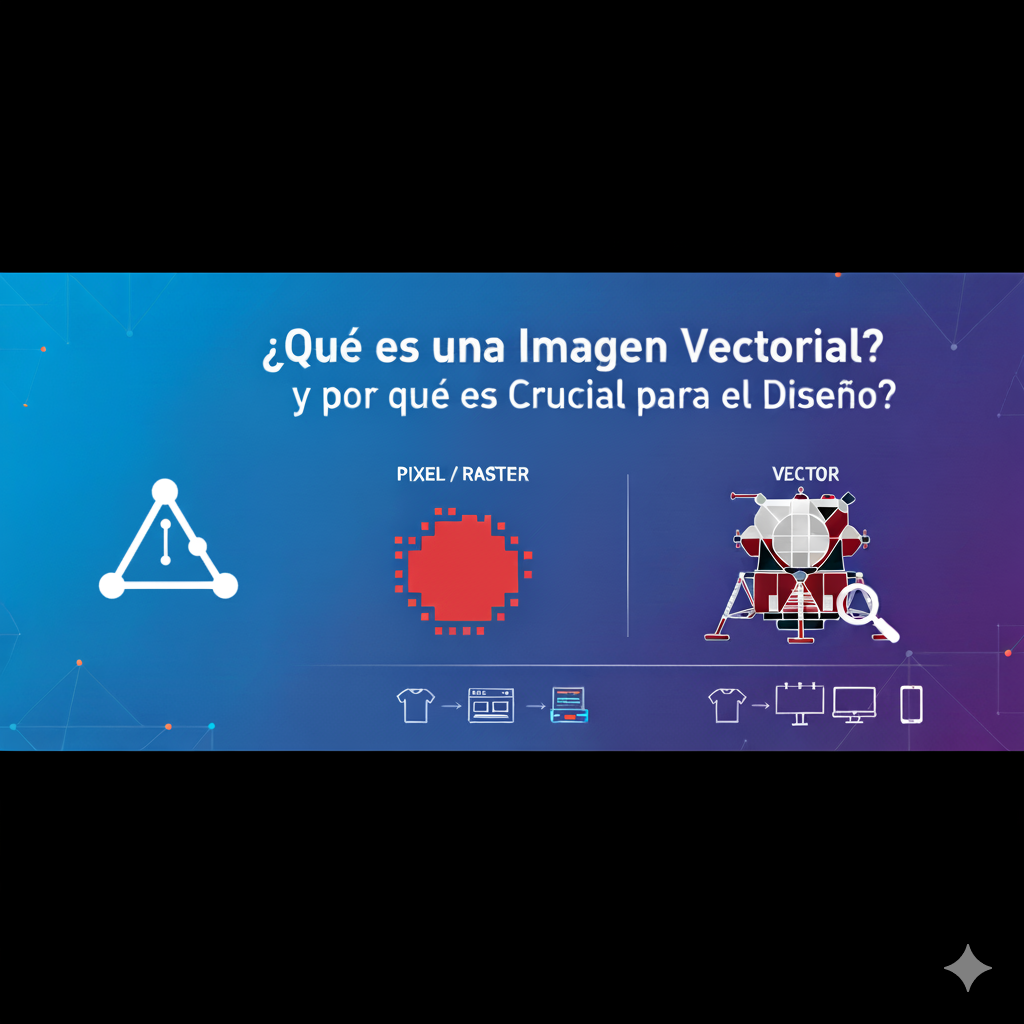 ¿Qué es una Imagen Vectorial?
y por qué es Crucial para el Diseño?
PIXEL / RASTER
VECTOR